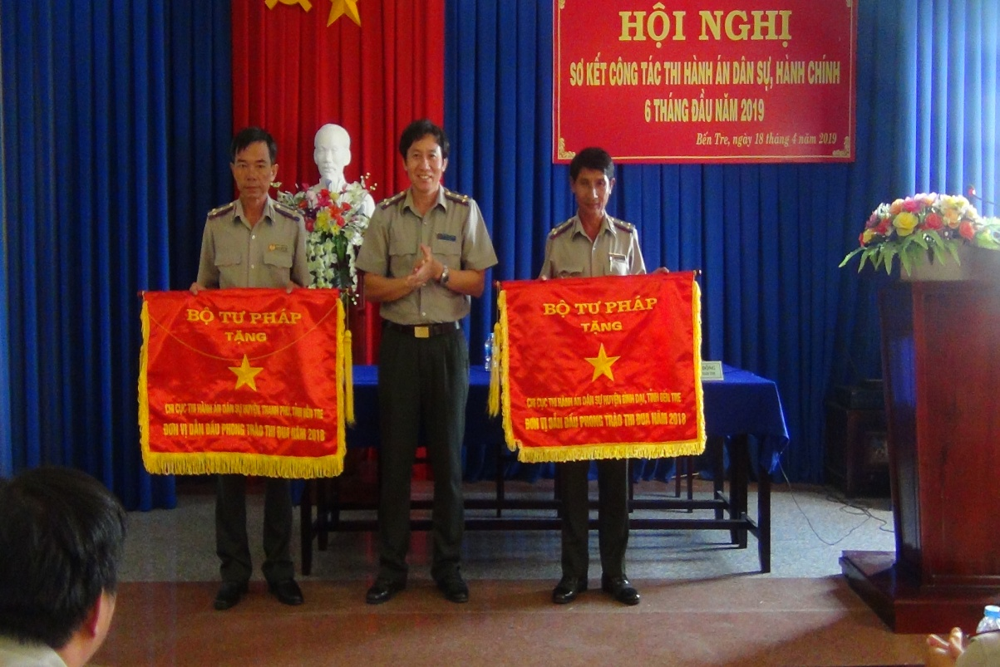 HỘI NGHỊ
SƠ KẾT CÔNG TÁC THI HÀNH ÁN DÂN SỰ, HÀNH CHÍNH
6 THÁNG ĐẦU NĂM 2019
Bến Tre, ngày 18 tháng 4 năm 2019
BỘ TƯ PHÁP
TẶNG
CHI CỤC THI HÀNH ÁN DÂN SỰ HUYỆN THẠNH PHÚ, TỈNH BẾN TRE
ĐƠN VỊ DẪN ĐẦU PHONG TRÀO THI ĐUA NĂM 2018
BỘ TƯ PHÁP
TẶNG
CHI CỤC THI HÀNH ÁN DÂN SỰ HUYỆN BÌNH ĐẠI, TỈNH BẾN TRE
ĐƠN VỊ DẪN ĐẦU PHONG TRÀO THI ĐUA NĂM 2018